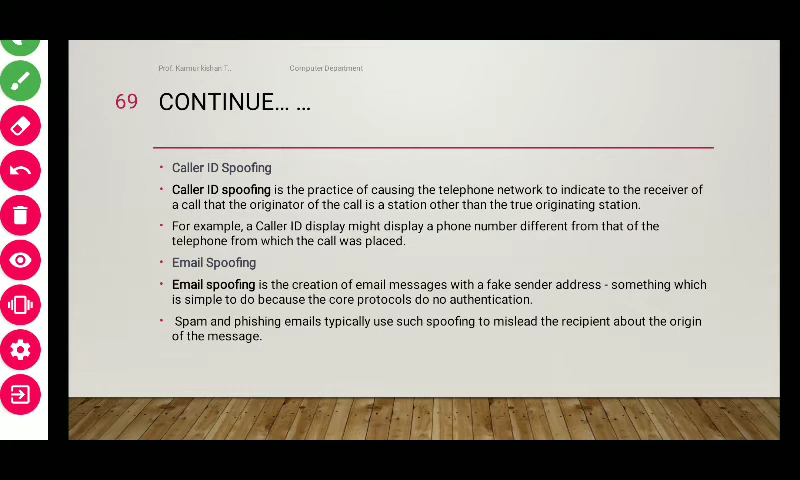 Prof. Karmur kishan T..
Computer Department
69
CONTINUE… …
• Caller ID Spoofing
• Caller ID spoofing is the practice of causing the telephone network to indicate to the receiver of
a call that the originator of the call is a station other than the true originating station.
• For example, a Caller ID display might display a phone number different from that of the
telephone from which the call was placed.
• Email Spoofing
• Email spoofing is the creation of email messages with a fake sender address - something which
is simple to do because the core protocols do no authentication.
• Spam and phishing emails typically use such spoofing to mislead the recipient about the origin
of the message.